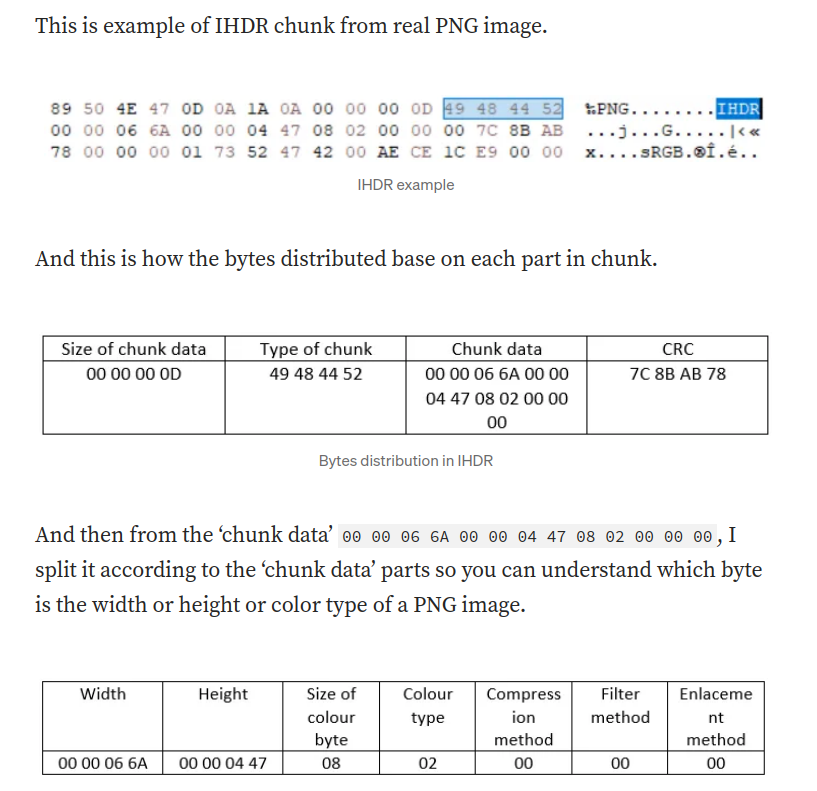 This is example of IHDR chunk from real PNG image.
89 50 4E 47 0D 0A 1A 0A 00 00 00 0D 49 48 44 52 ‰PNG........IHDR
00 00 06 6A 00 00 04 47 08 02 00 00 00 7C 8B AB ...j...G.....|‹«
78 00 00 00 01 73 52 47 42 00 AE CE 1C E9 00 00 x....sRGB.®Î.é..
IHDR example
And this is how the bytes distributed base on each part in chunk.
Size of chunk data Type of chunk Chunk data CRC
00 00 00 0D 49 48 44 52 00 00 06 6A 00 00 7C 8B AB 78
04 47 08 02 00 00
00
Bytes distribution in IHDR
And then from the ‘chunk data’ 00 00 06 6A 00 00 04 47 08 02 00 00 00 , I
split it according to the ‘chunk data’ parts so you can understand which byte
is the width or height or color type of a PNG image.
Width Height Size of Colour Compress Filter Enlaceme
colour type ion method nt
byte method method
00 00 06 6A 00 00 04 47 08 02 00 00 00